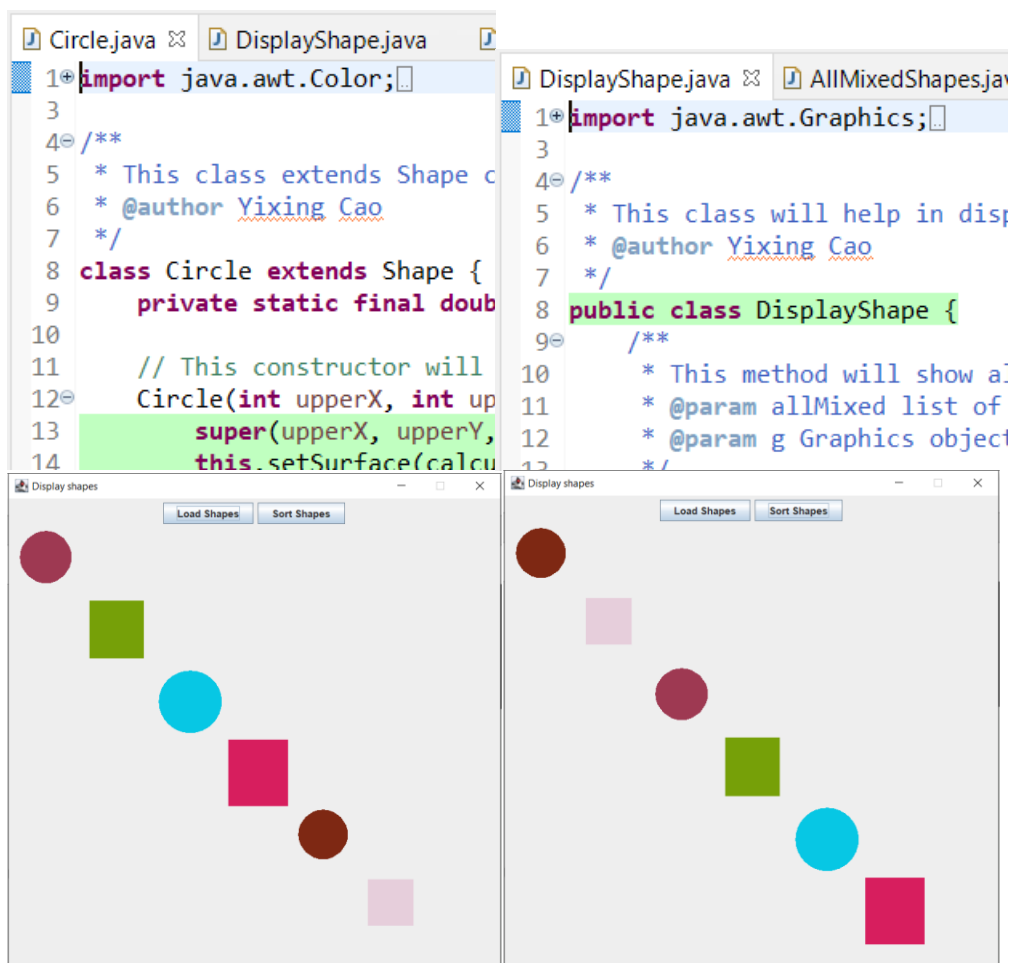 Circle.java DisplayShape.java
1 import java.awt.Color;
3
4 /**
5 * This class extends Shape c
6 * @author Yixing Cao
7 */
8 class Circle extends Shape {
9 private static final doub
10
11 // This constructor will
12 Circle(int upperX, int up
13 super(upperX, upperY,
14 this.setSurface(calcu
DisplayShape.java AllMixedShapes.jav
1 import java.awt.Graphics;
3
4 /**
5 * This class will help in disp
6 * @author Yixing Cao
7 */
8 public class DisplayShape {
9 /**
10 * This method will show al
11 * @param allMixed list of
12 * @param g Graphics object
13 */
Display shapes
Load Shapes Sort Shapes
Display shapes
Load Shapes Sort Shapes